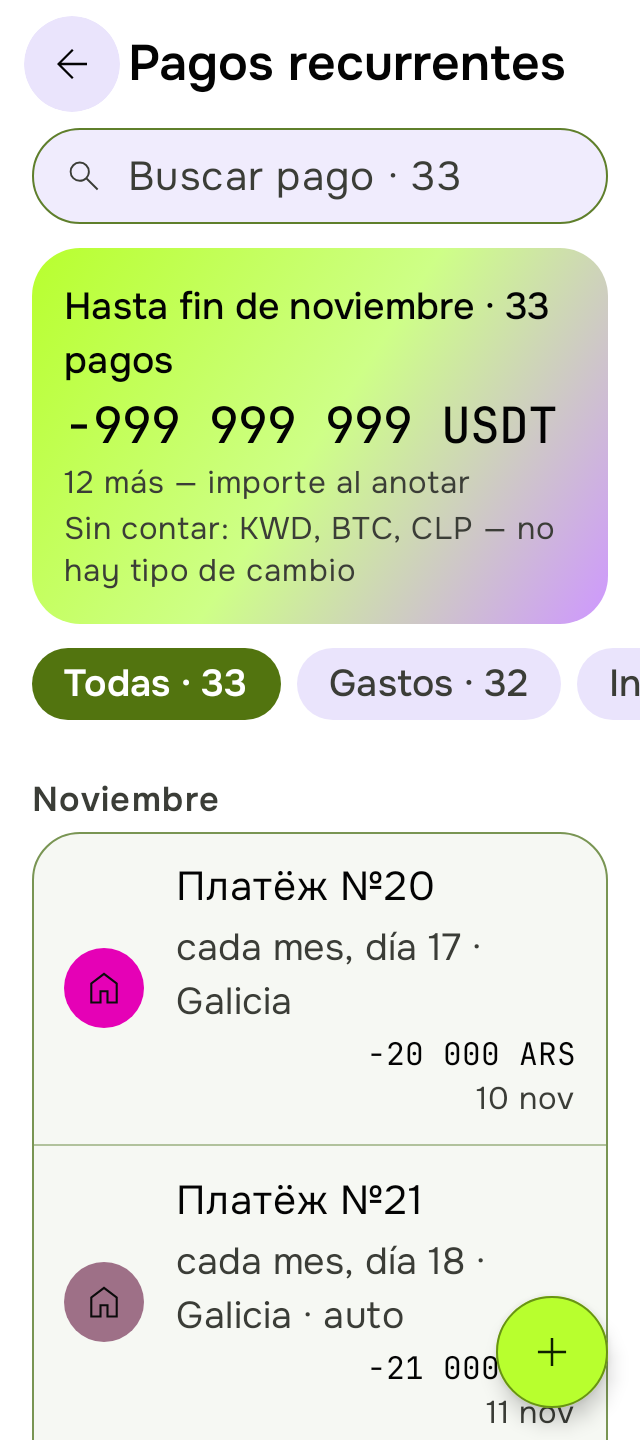 Pagos recurrentes
Buscar pago · 33
Hasta fin de noviembre · 33
pagos
-999 999 999 USDT
12 más — importe al anotar
Sin contar: KWD, BTC, CLP — no
hay tipo de cambio
Todas · 33
Gastos · 32
In
Noviembre
Платёж №20
cada mes, día 17 ·
Galicia
-20 000 ARS
10 nov
Платёж №21
cada mes, día 18 ·
Galicia · auto
-21 000
11 nov